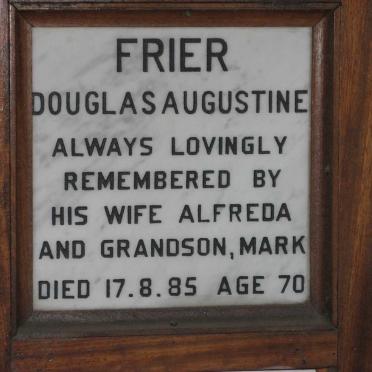 FRIER
DOUGLAS AUGUSTINE
ALWAYS LOVINGLY
REMEMBERED BY
HIS WIFE ALFREDA
AND GRANDSON, MARK
DIED 17.8.85 AGE 70